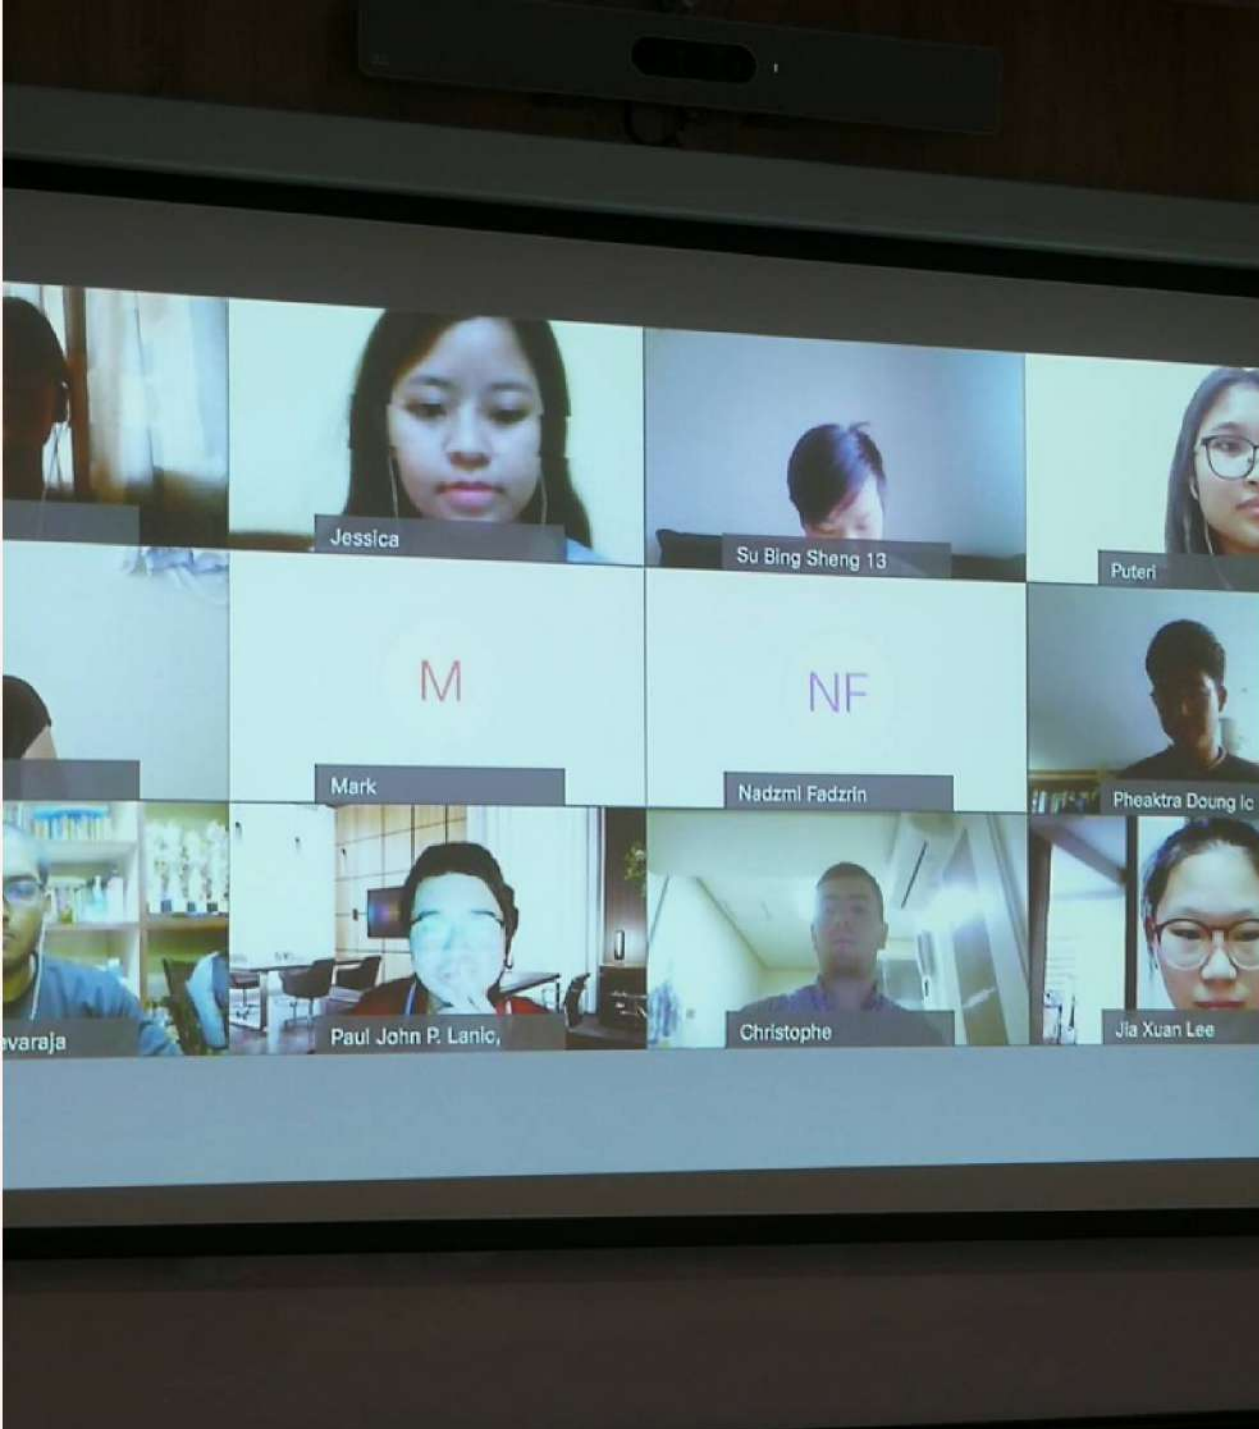 Jessica
Su Bing Sheng 13
Puteri
M
NF
Mark
Nadzmi Fadzrin
Pheaktra Doung Ic
avaraja
Paul John P. Lanic,
Christophe
Jia Xuan Lee